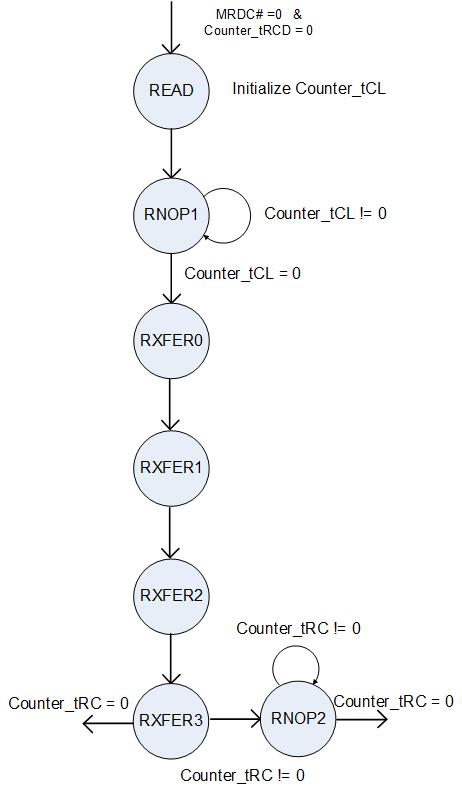 MRDC# =0 &
Counter_tRCD = 0
READ
Initialize Counter_tCL
RNOP1
Counter_tCL != 0
Counter_tCL = 0
RXFER0
RXFER1
RXFER2
Counter_tRC != 0
Counter_tRC = 0
RXFER3
RNOP2
Counter_tRC = 0
Counter_tRC != 0